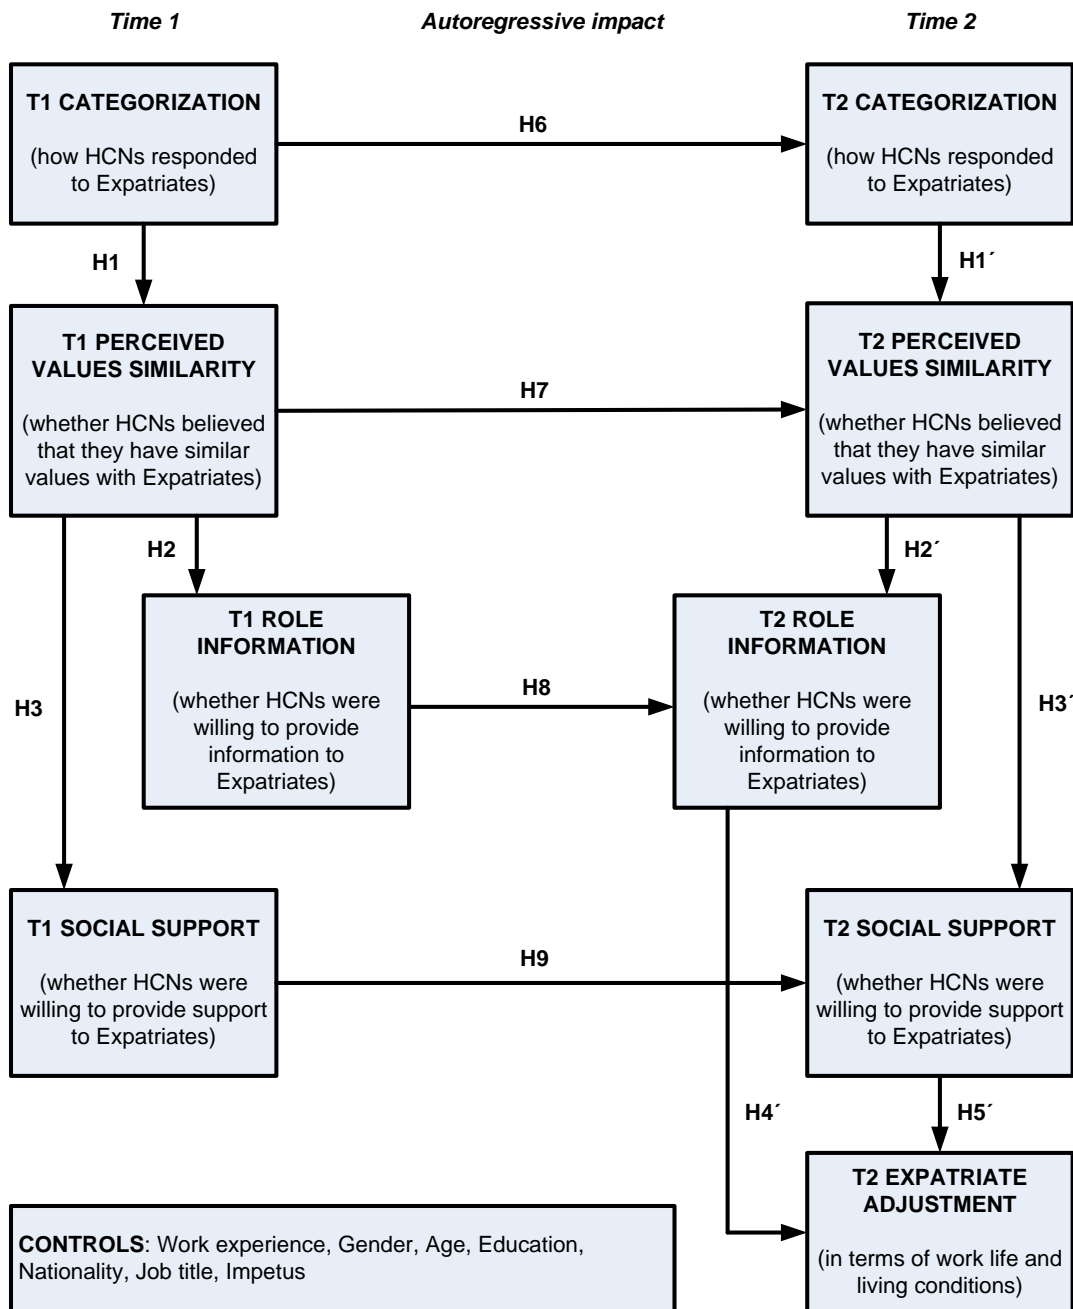 Time 1
Autoregressive impact
Time 2
T1 CATEGORIZATION
(how HCNs responded
to Expatriates)
H6
T2 CATEGORIZATION
(how HCNs responded
to Expatriates)
H1
H1´
T1 PERCEIVED
VALUES SIMILARITY
(whether HCNs believed
that they have similar
values with Expatriates)
H7
T2 PERCEIVED
VALUES SIMILARITY
(whether HCNs believed
that they have similar
values with Expatriates)
H2
H2´
T1 ROLE
INFORMATION
(whether HCNs were
willing to provide
information to
Expatriates)
H8
T2 ROLE
INFORMATION
(whether HCNs were
willing to provide
information to
Expatriates)
H3
H3´
T1 SOCIAL SUPPORT
(whether HCNs were
willing to provide support
to Expatriates)
H9
T2 SOCIAL SUPPORT
(whether HCNs were
willing to provide support
to Expatriates)
H4´
H5´
T2 EXPATRIATE
ADJUSTMENT
(in terms of work life and
living conditions)
CONTROLS: Work experience, Gender, Age, Education,
Nationality, Job title, Impetus